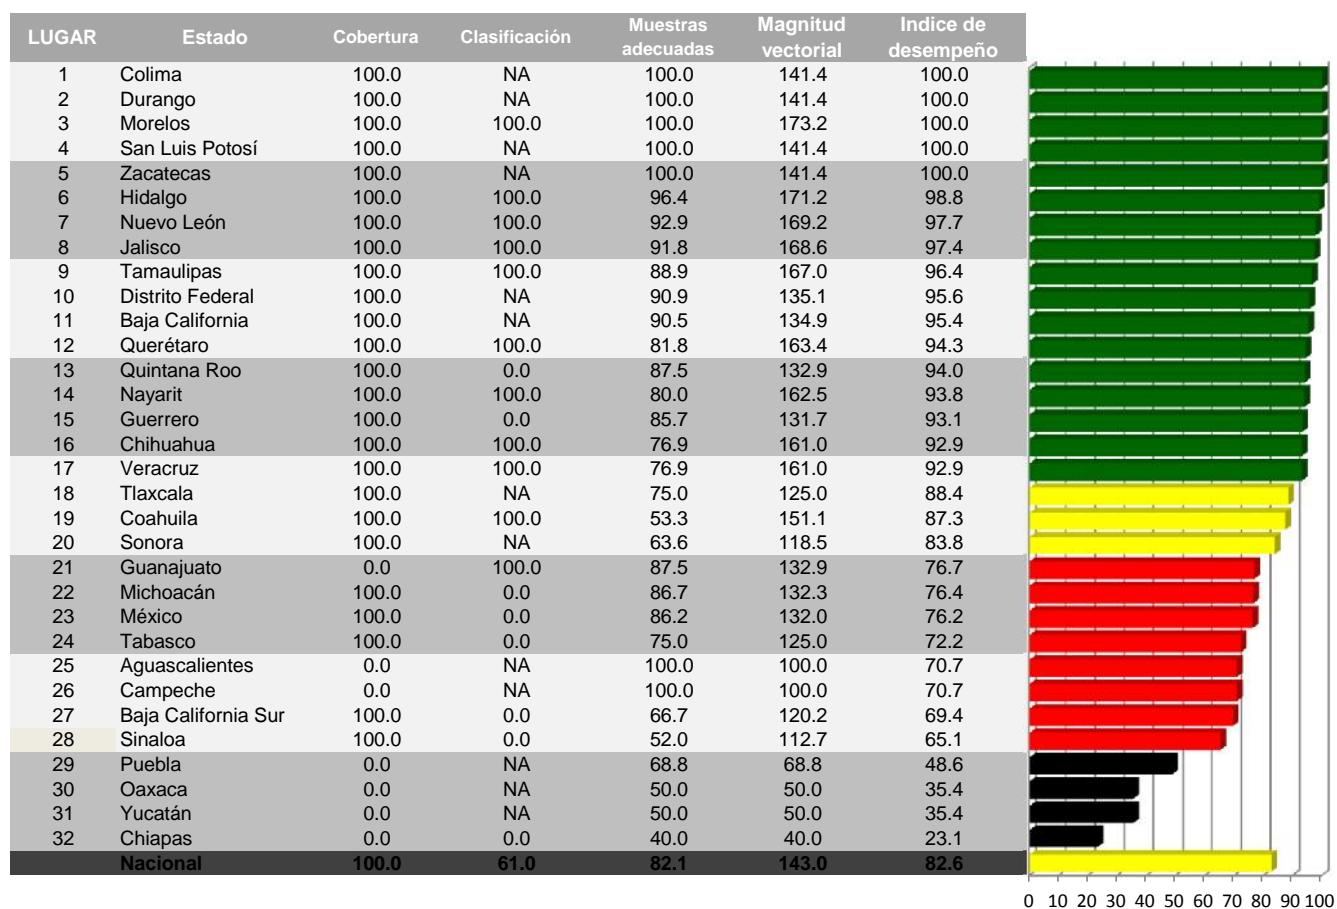 LUGAR Estado Cobertura Clasificación Muestras adecuadas Magnitud vectorial Indice de desempeño
1 Colima 100.0 NA 100.0 141.4 100.0
2 Durango 100.0 NA 100.0 141.4 100.0
3 Morelos 100.0 100.0 100.0 173.2 100.0
4 San Luis Potosí 100.0 NA 100.0 141.4 100.0
5 Zacatecas 100.0 NA 100.0 141.4 100.0
6 Hidalgo 100.0 100.0 96.4 171.2 98.8
7 Nuevo León 100.0 100.0 92.9 169.2 97.7
8 Jalisco 100.0 100.0 91.8 168.6 97.4
9 Tamaulipas 100.0 100.0 88.9 167.0 96.4
10 Distrito Federal 100.0 NA 90.9 135.1 95.6
11 Baja California 100.0 NA 90.5 134.9 95.4
12 Querétaro 100.0 100.0 81.8 163.4 94.3
13 Quintana Roo 100.0 0.0 87.5 132.9 94.0
14 Nayarit 100.0 100.0 80.0 162.5 93.8
15 Guerrero 100.0 0.0 85.7 131.7 93.1
16 Chihuahua 100.0 100.0 76.9 161.0 92.9
17 Veracruz 100.0 100.0 76.9 161.0 92.9
18 Tlaxcala 100.0 NA 75.0 125.0 88.4
19 Coahuila 100.0 100.0 53.3 151.1 87.3
20 Sonora 100.0 NA 63.6 118.5 83.8
21 Guanajuato 0.0 100.0 87.5 132.9 76.7
22 Michoacán 100.0 0.0 86.7 132.3 76.4
23 México 100.0 0.0 86.2 132.0 76.2
24 Tabasco 100.0 0.0 75.0 125.0 72.2
25 Aguascalientes 0.0 NA 100.0 100.0 70.7
26 Campeche 0.0 NA 100.0 100.0 70.7
27 Baja California Sur 100.0 0.0 66.7 120.2 69.4
28 Sinaloa 100.0 0.0 52.0 112.7 65.1
29 Puebla 0.0 NA 68.8 68.8 48.6
30 Oaxaca 0.0 NA 50.0 50.0 35.4
31 Yucatán 0.0 NA 50.0 50.0 35.4
32 Chiapas 0.0 0.0 40.0 40.0 23.1
Nacional 100.0 61.0 82.1 143.0 82.6
0 10 20 30 40 50 60 70 80 90 100